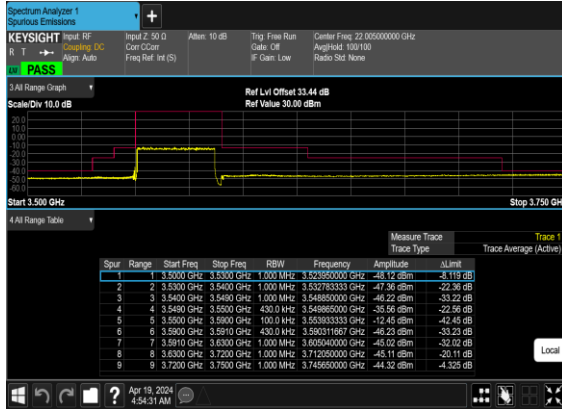 Spectrum Analyzer 1
Spurious Emissions
+
KEYSIGHT Input: RF Input Z: 50 Ω Atten: 10 dB Trig: Free Run Center Freq: 22.005000000 GHz
R T Coupling: DC Corr CCorr Gate: Off Avg|Hold: 100/100
Align: Auto Freq Ref: Int (S) IF Gain: Low Radio Std: None
PASS
3 All Range Graph
Ref Lvl Offset 33.44 dB
Scale/Div 10.0 dB Ref Value 30.00 dBm
20.0
10.0
0.0
-10.0
-20.0
-30.0
-40.0
-50.0
-60.0
Start 3.500 GHz Stop 3.750 GH
4 All Range Table
Measure Trace Trace 1
Trace Type Trace Average (Active)
Spur Range Start Freq Stop Freq RBW Frequency Amplitude ΔLimit
1 1 3.5000 GHz 3.5300 GHz 1.000 MHz 3.523950000 GHz -48.12 dBm -8.119 dB
2 2 3.5300 GHz 3.5400 GHz 1.000 MHz 3.532783333 GHz -47.36 dBm -22.36 dB
3 3 3.5400 GHz 3.5490 GHz 1.000 MHz 3.548850000 GHz -46.22 dBm -33.22 dB
4 4 3.5490 GHz 3.5500 GHz 430.0 kHz 3.549865000 GHz -35.56 dBm -22.56 dB
5 5 3.5500 GHz 3.5900 GHz 100.0 kHz 3.553933333 GHz -12.45 dBm -42.45 dB
6 6 3.5900 GHz 3.5910 GHz 430.0 kHz 3.590311667 GHz -46.23 dBm -33.23 dB
7 7 3.5910 GHz 3.6300 GHz 1.000 MHz 3.605040000 GHz -45.02 dBm -32.02 dB
8 8 3.6300 GHz 3.7200 GHz 1.000 MHz 3.712050000 GHz -45.11 dBm -20.11 dB
9 9 3.7200 GHz 3.7500 GHz 1.000 MHz 3.745650000 GHz -44.32 dBm -4.325 dB
Local
? Apr 19, 2024
4:54:31 AM